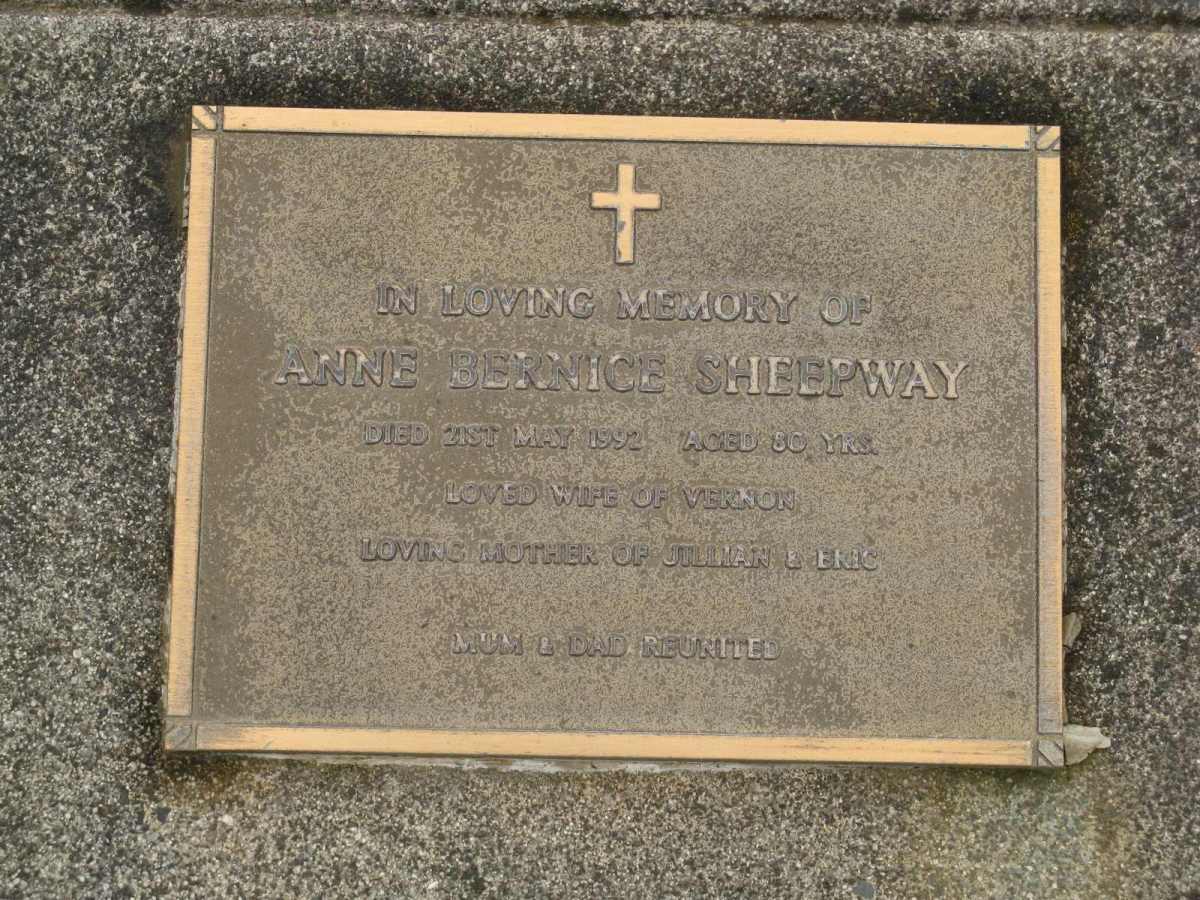 IN LOVING MEMORY OF
ANNE BERNICE SHEEPWAY
DIED 21ST MAY 1992 AGED 80 YRS.
LOVED WIFE OF VERNON
LOVING MOTHER OF JILLIAN & ERIC
MUM & DAD REUNITED